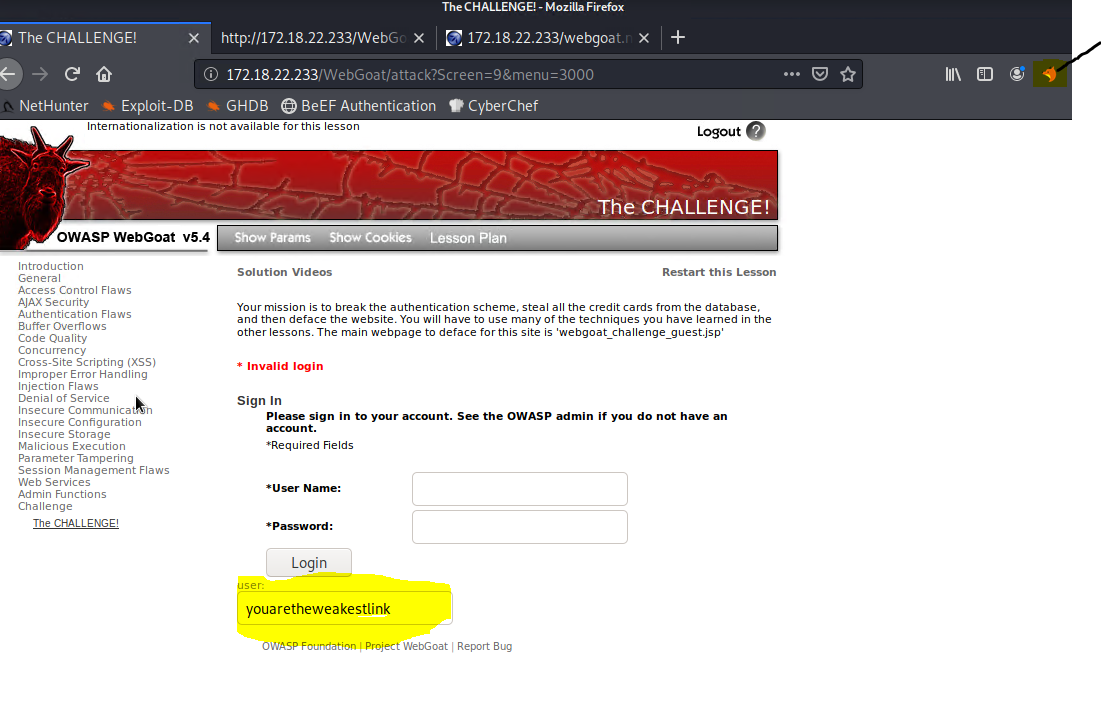 The CHALLENGE! - Mozilla Firefox
The CHALLENGE!
http://172.18.22.233/WebGo
172.18.22.233/webgoat.n
172.18.22.233/WebGoat/attack?Screen=9&menu=3000
NetHunter Exploit-DB GHDB BeEF Authentication CyberChef
Internationalization is not available for this lesson
Logout ?
The CHALLENGE!
OWASP WebGoat v5.4
Show Params Show Cookies Lesson Plan
Introduction
General
Access Control Flaws
AJAX Security
Authentication Flaws
Buffer Overflows
Code Quality
Concurrency
Cross-Site Scripting (XSS)
Improper Error Handling
Injection Flaws
Denial of Service
Insecure Communication
Insecure Configuration
Insecure Storage
Malicious Execution
Parameter Tampering
Session Management Flaws
Web Services
Admin Functions
Challenge
The CHALLENGE!
Solution Videos Restart this Lesson
Your mission is to break the authentication scheme, steal all the credit cards from the database,
and then deface the website. You will have to use many of the techniques you have learned in the
other lessons. The main webpage to deface for this site is 'webgoat_challenge_guest.jsp'
* Invalid login
Sign In
Please sign in to your account. See the OWASP admin if you do not have an
account.
*Required Fields
*User Name:
*Password:
Login
user:
youaretheweakestlink
OWASP Foundation | Project WebGoat | Report Bug